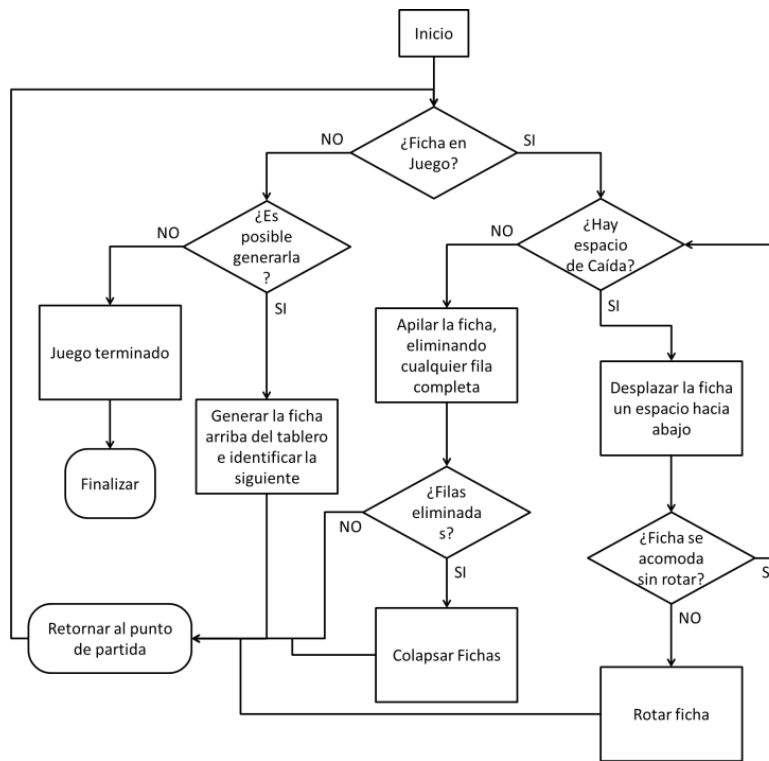 Inicio
NO
¿Ficha en
Juego?
SI
NO
¿Es
posible
generarla
?
SI
NO
¿Hay
espacio
de Caída?
SI
Juego terminado
Apilar la ficha,
eliminando
cualquier fila
completa
Desplazar la ficha
un espacio hacia
abajo
Generar la ficha
arriba del tablero
e identificar la
siguiente
Finalizar
NO
¿Filas
eliminada
s?
SI
¿Ficha se
acomoda
sin rotar?
S
NO
Retornar al punto
de partida
Colapsar Fichas
Rotar ficha